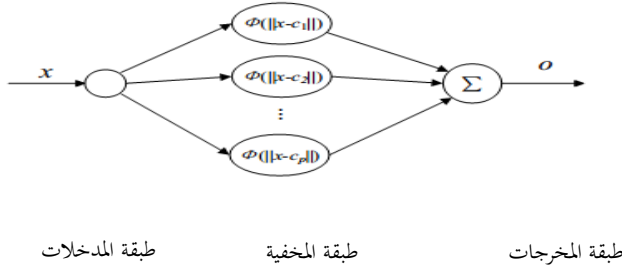 Φ(||x-c₁||)
x
Φ(||x-c₂||)
Σ
o
⋮
Φ(||x-cₚ||)
طبقة المدخلات
طبقة المخفية
طبقة المخرجات